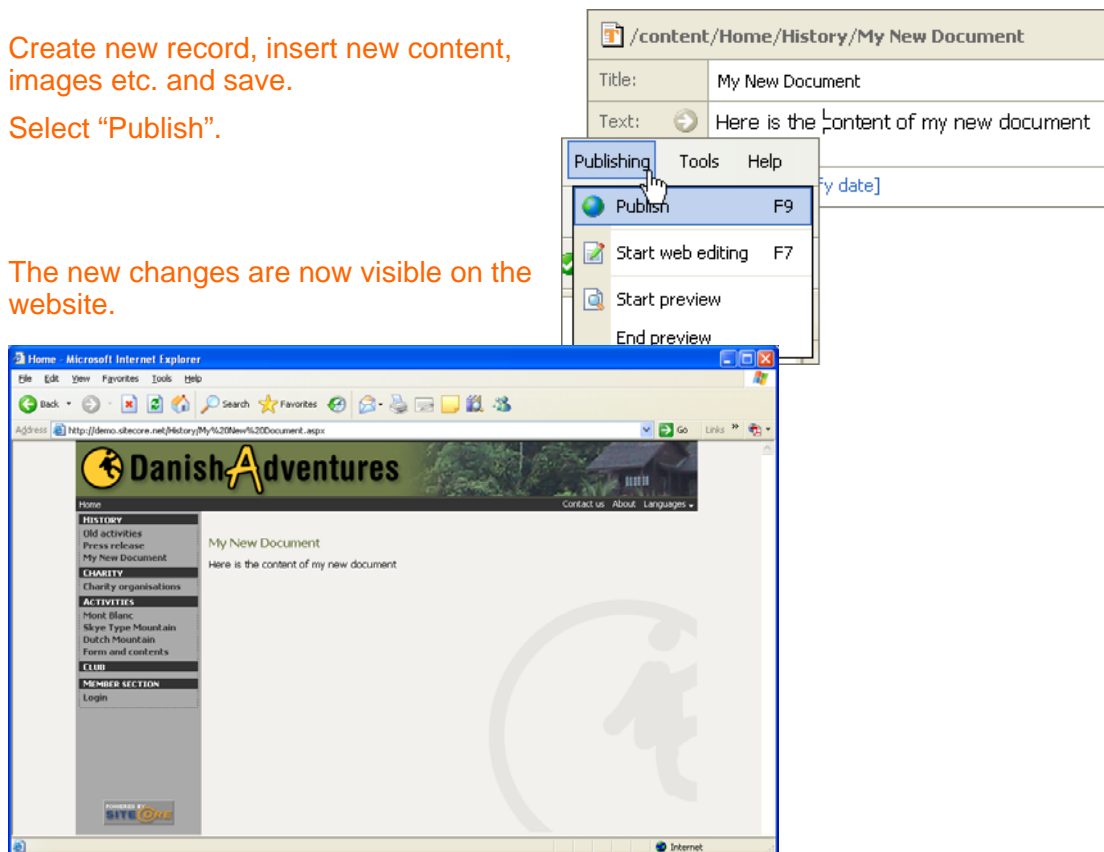 Create new record, insert new content,
images etc. and save.
Select “Publish”.
/content/Home/History/My New Document
Title: My New Document
Text: Here is the content of my new document
fy date]
Publishing Tools Help
Publish F9
Start web editing F7
Start preview
End preview
The new changes are now visible on the
website.
Home - Microsoft Internet Explorer
File Edit View Favorites Tools Help
Back Search Favorites
Address http://demo.sitecore.net/History/My%20New%20Document.aspx Go Links »
DanishAdventures
Home Contact us About Languages
HISTORY
Old activities
Press release
My New Document
CHARITY
Charity organisations
ACTIVITIES
Mont Blanc
Skye Type Mountain
Dutch Mountain
Form and contents
CLUB
MEMBER SECTION
Login
My New Document
Here is the content of my new document
POWERED BY
SITECORE
Internet